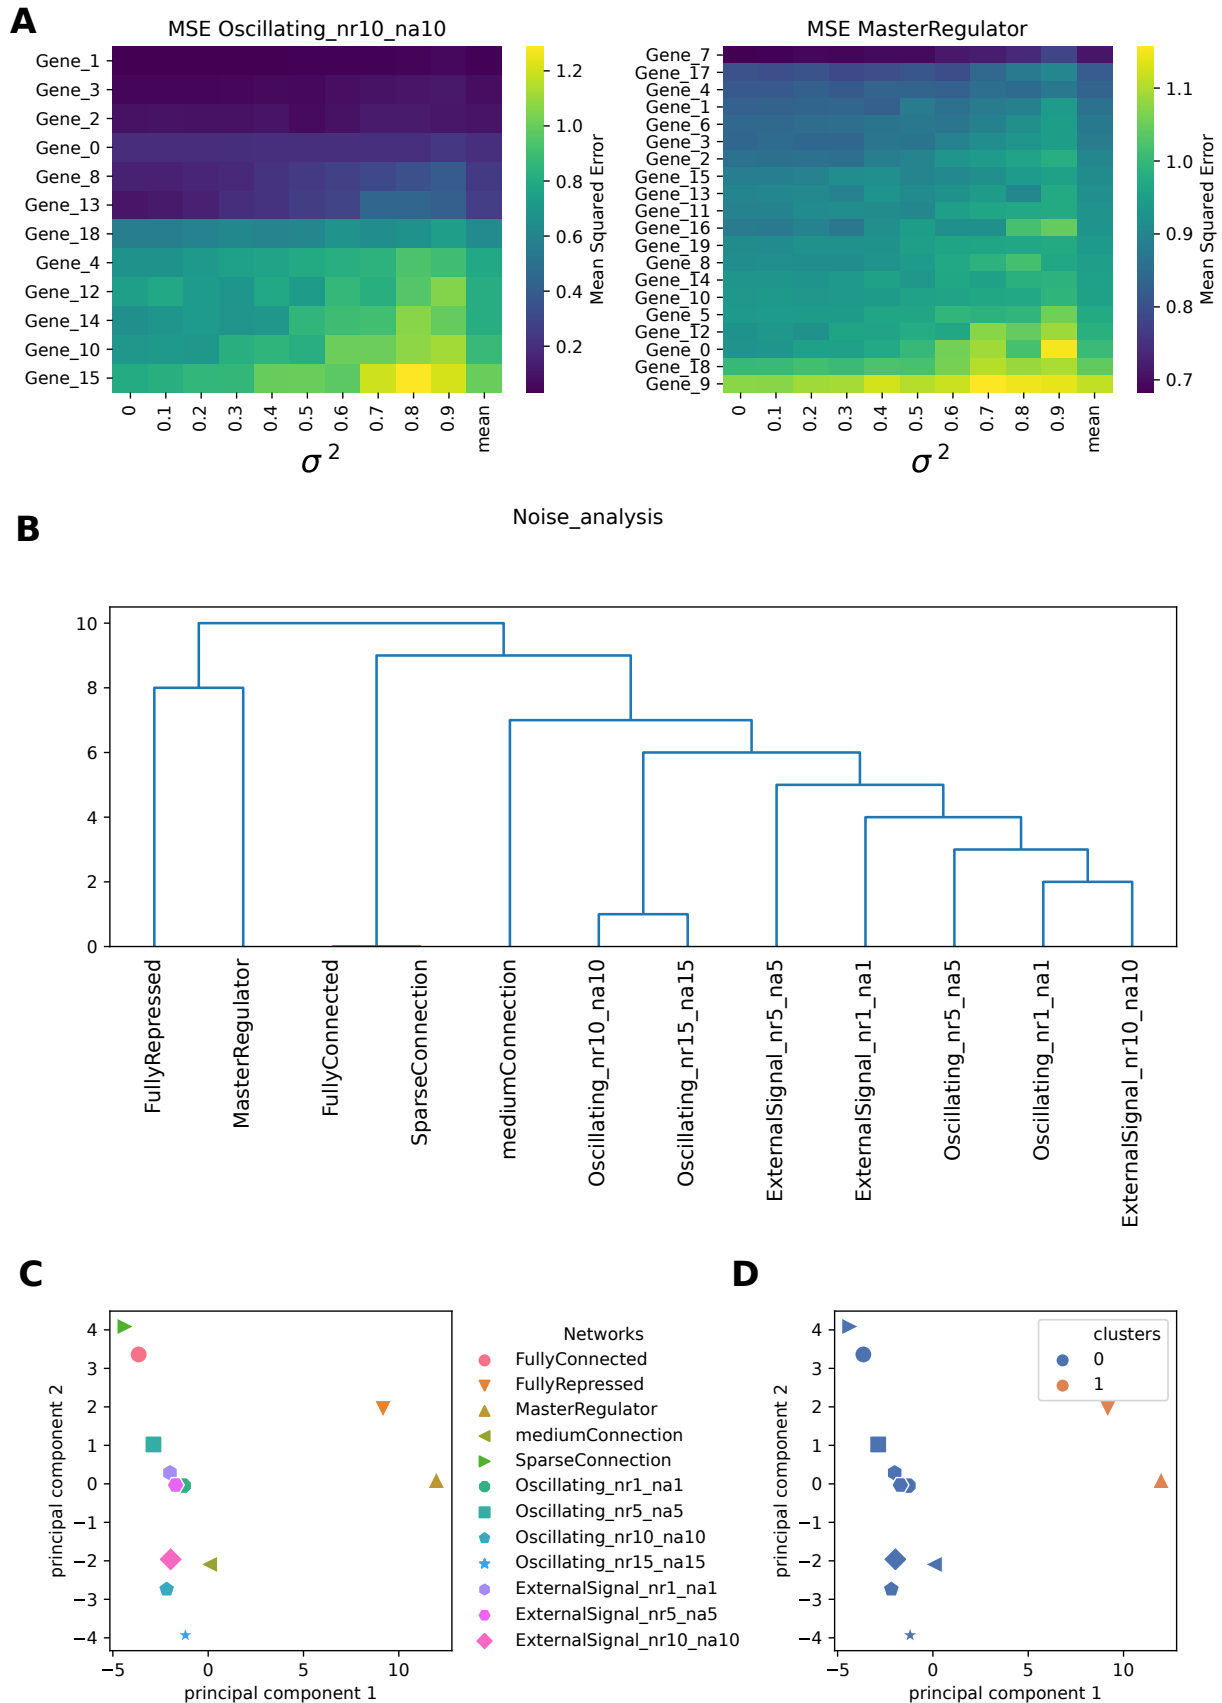 A
MSE Oscillating_nr10_na10
Gene_1
Gene_3
Gene_2
Gene_0
Gene_8
Gene_13
Gene_18
Gene_4
Gene_12
Gene_14
Gene_10
Gene_15
0
0.1
0.2
0.3
0.4
0.5
0.6
0.7
0.8
0.9
mean
σ²
1.2
1.0
0.8
0.6
0.4
0.2
Mean Squared Error
MSE MasterRegulator
Gene_7
Gene_17
Gene_4
Gene_1
Gene_6
Gene_3
Gene_2
Gene_15
Gene_13
Gene_11
Gene_16
Gene_19
Gene_8
Gene_14
Gene_10
Gene_5
Gene_12
Gene_0
Gene_18
Gene_9
0
0.1
0.2
0.3
0.4
0.5
0.6
0.7
0.8
0.9
mean
σ²
1.1
1.0
0.9
0.8
0.7
Mean Squared Error
B
Noise_analysis
10
8
6
4
2
0
FullyRepressed
MasterRegulator
FullyConnected
SparseConnection
mediumConnection
Oscillating_nr10_na10
Oscillating_nr15_na15
ExternalSignal_nr5_na5
ExternalSignal_nr1_na1
Oscillating_nr5_na5
Oscillating_nr1_na1
ExternalSignal_nr10_na10
C
principal component 2
4
3
2
1
0
−1
−2
−3
−4
−5
0
5
10
principal component 1
Networks
FullyConnected
FullyRepressed
MasterRegulator
mediumConnection
SparseConnection
Oscillating_nr1_na1
Oscillating_nr5_na5
Oscillating_nr10_na10
Oscillating_nr15_na15
ExternalSignal_nr1_na1
ExternalSignal_nr5_na5
ExternalSignal_nr10_na10
D
principal component 2
4
3
2
1
0
−1
−2
−3
−4
−5
0
5
10
principal component 1
clusters
0
1